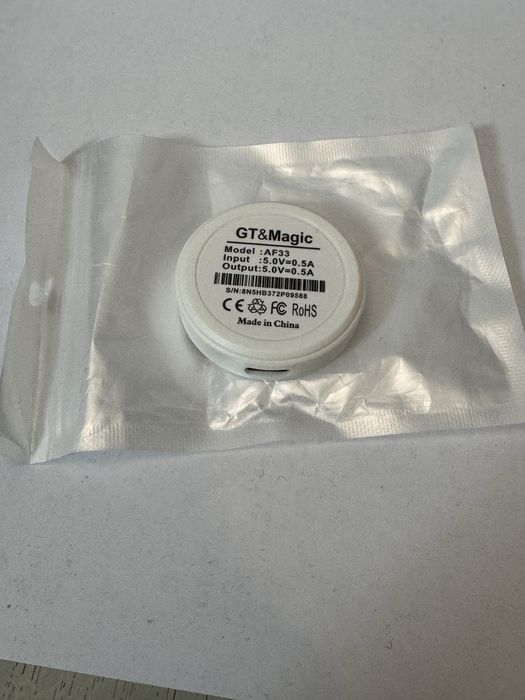 GT&Magic
Model :AF33
Input :5.0V=0.5A
Output:5.0V=0.5A
S/N:8N5HB372P09588
CE FC RoHS
Made in China